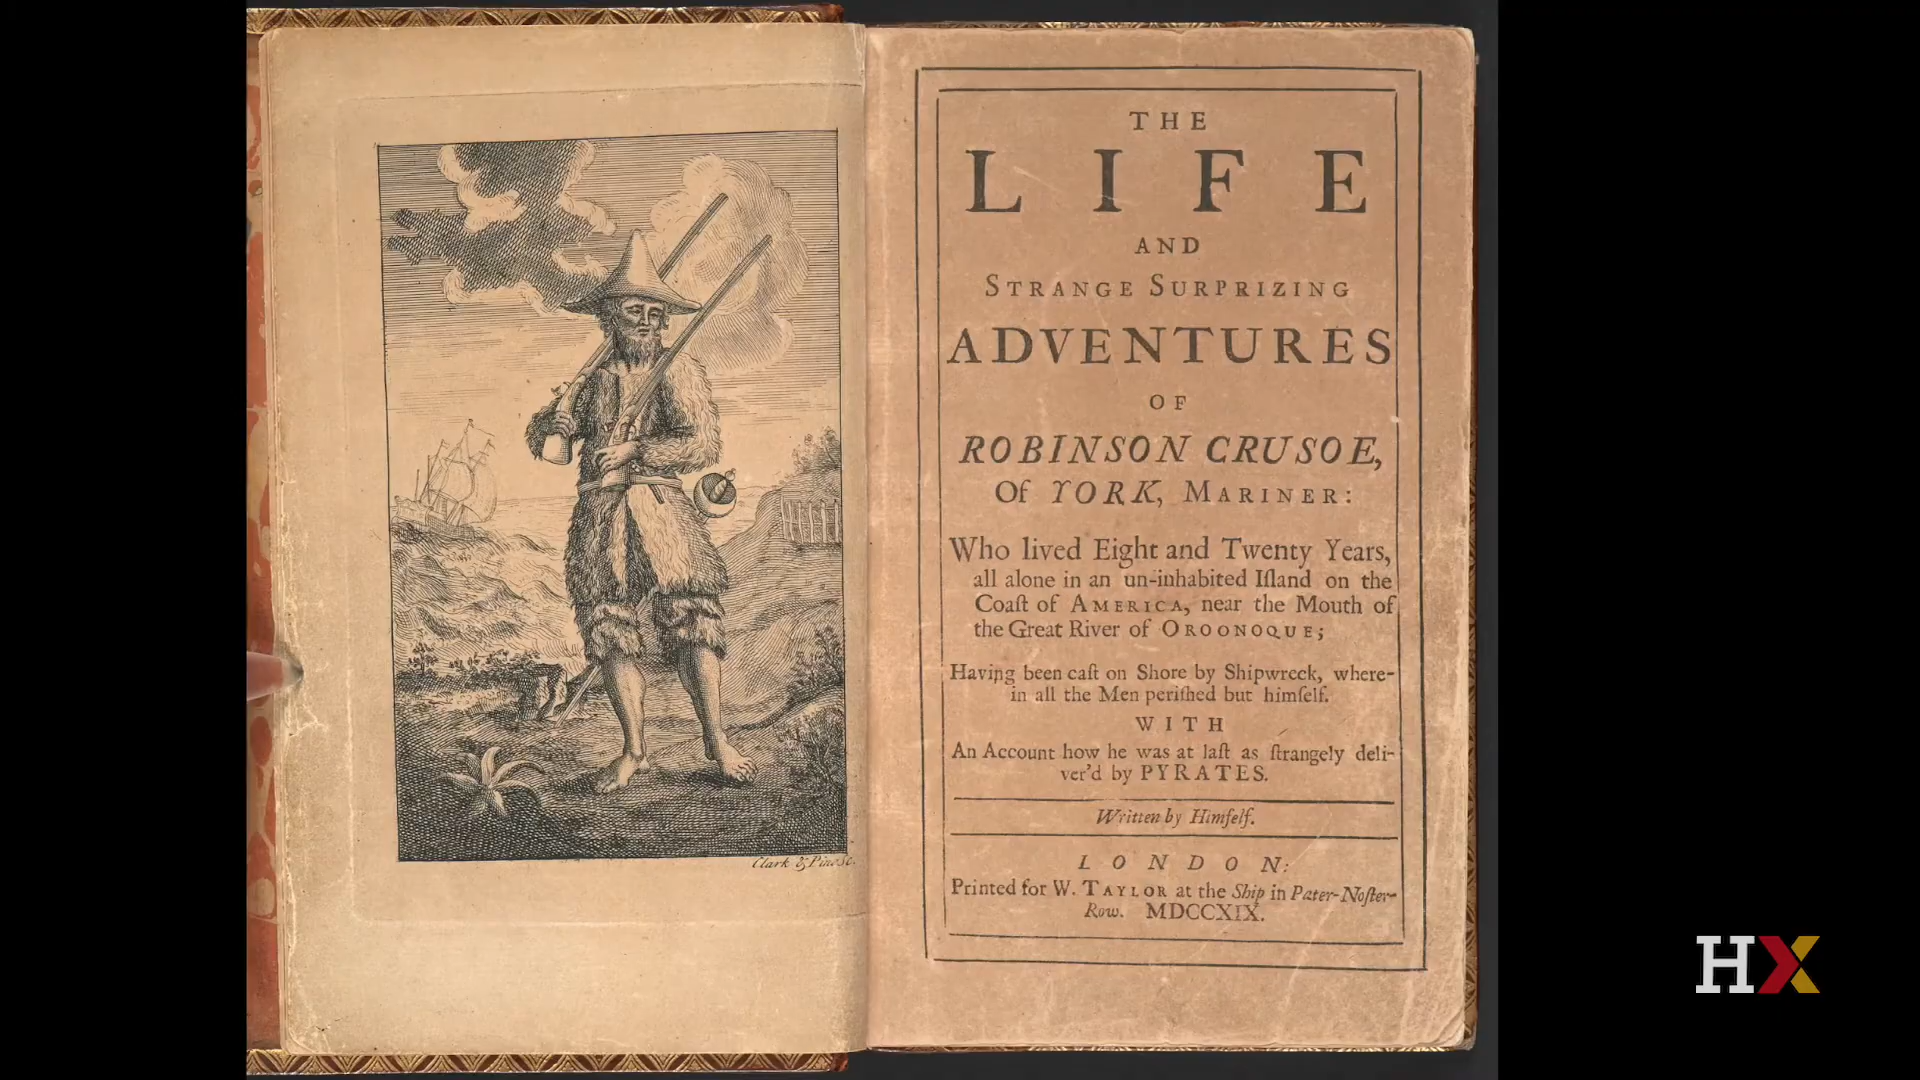 THE
LIFE
AND
STRANGE SURPRIZING
ADVENTURES
OF
ROBINSON CRUSOE,
Of YORK, MARINER:
Who lived Eight and Twenty Years,
all alone in an un-inhabited Iſland on the
Coaſt of AMERICA, near the Mouth of
the Great River of OROONOQUE;
Having been caſt on Shore by Shipwreck, where-
in all the Men periſhed but himſelf.
WITH
An Account how he was at laſt as ſtrangely deli-
ver'd by PYRATES.
Written by Himſelf.
LONDON:
Printed for W. TAYLOR at the Ship in Pater-Noſter-
Row. MDCCXIX.
Clark & Pine Sc.
HX